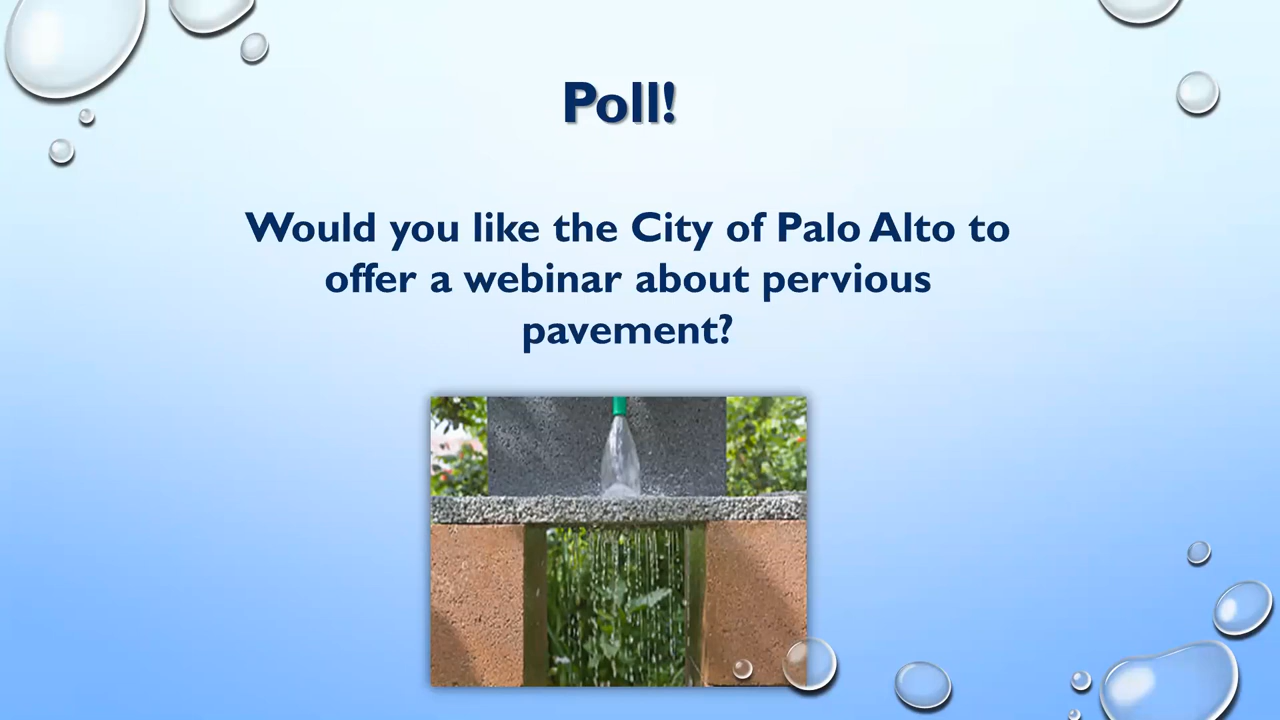 Poll!
Would you like the City of Palo Alto to
offer a webinar about pervious
pavement?